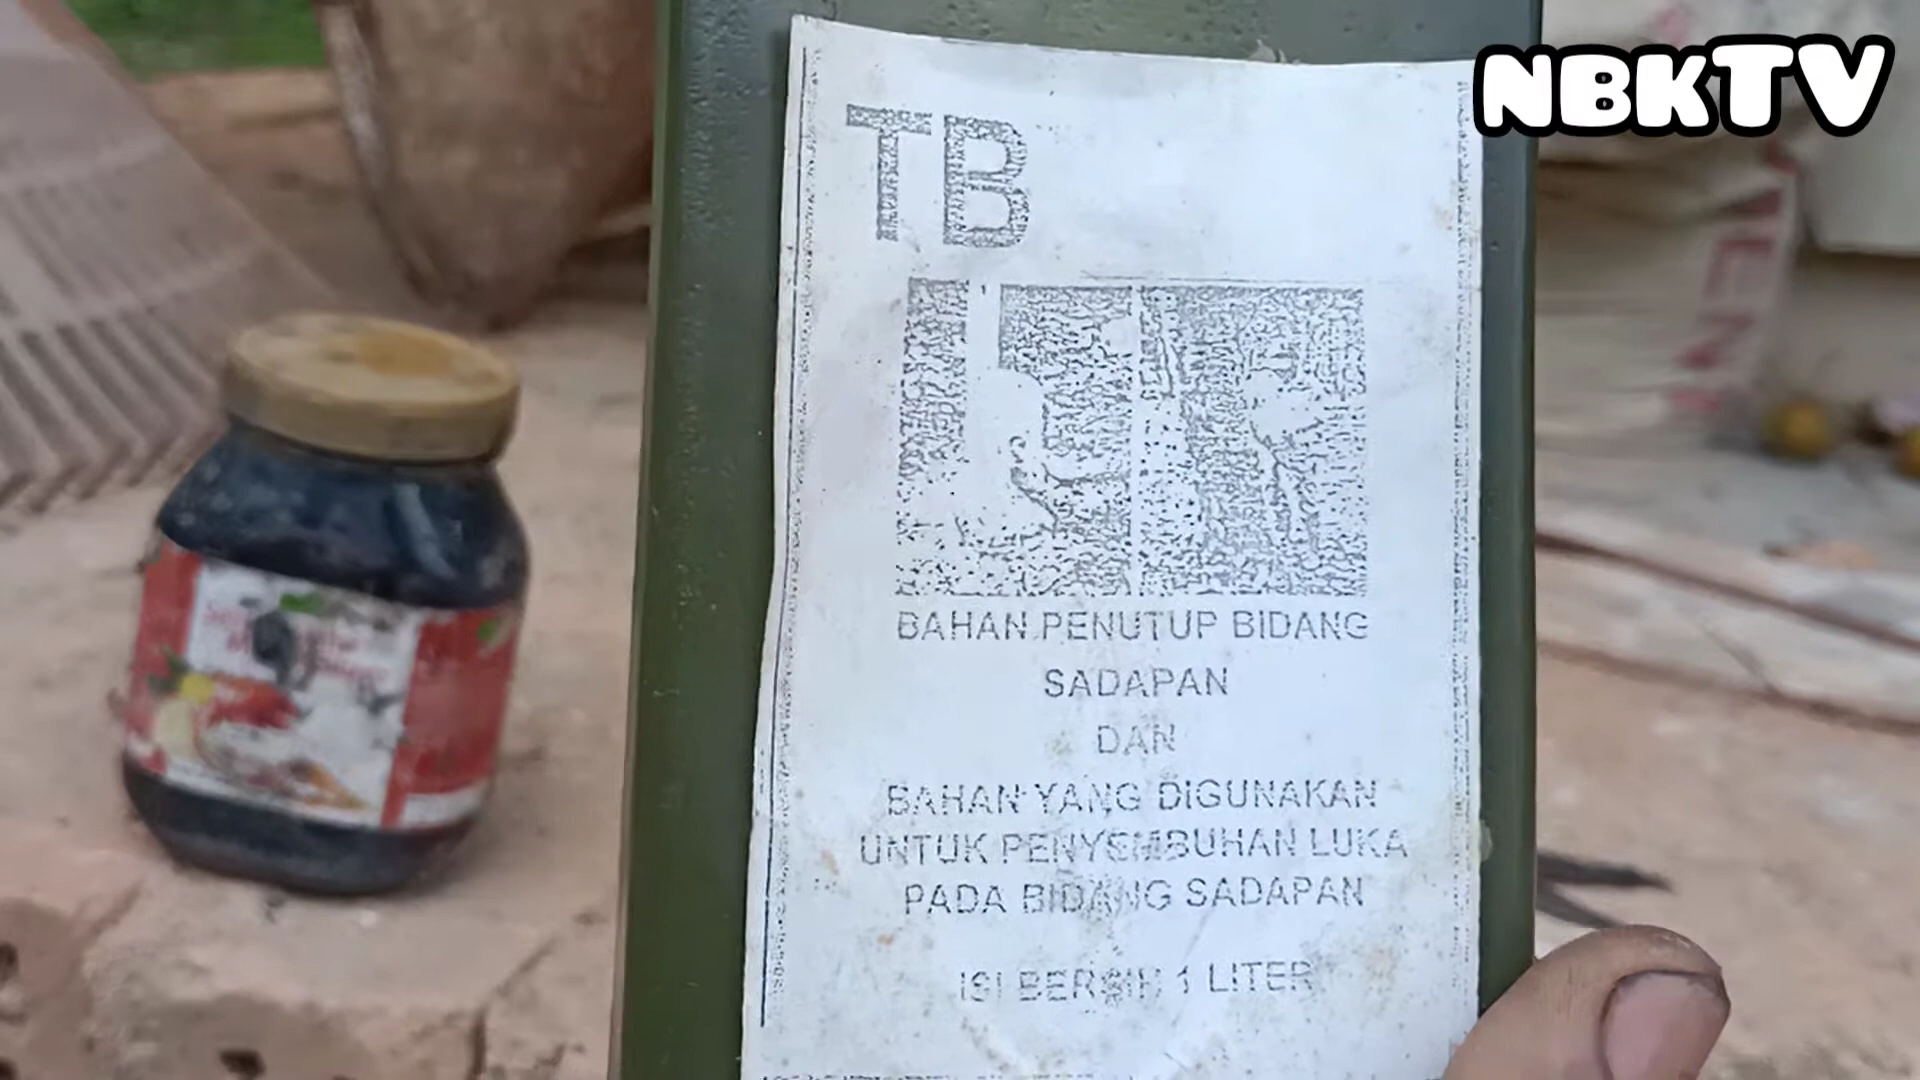 NBKTV
TB
BAHAN PENUTUP BIDANG
SADAPAN
DAN
BAHAN YANG DIGUNAKAN
UNTUK PENYEMBUHAN LUKA
PADA BIDANG SADAPAN
ISI BERSIH 1 LITER